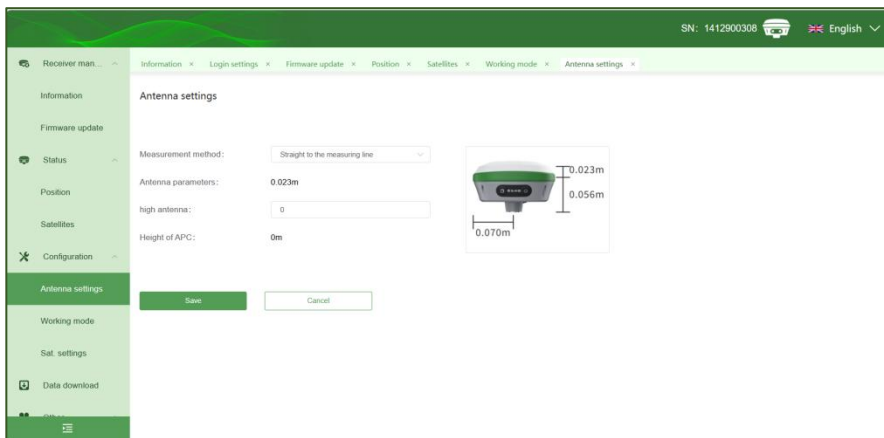 SN: 1412900308 English
Receiver man...
Information × Login settings × Firmware update × Position × Satellites × Working mode × Antenna settings ×
Information
Firmware update
Status
Position
Satellites
Configuration
Antenna settings
Working mode
Sat. settings
Data download
Antenna settings
Measurement method: Straight to the measuring line
Antenna parameters: 0.023m
high antenna: 0
Height of APC: 0m
Save Cancel
0.023m
0.056m
0.070m